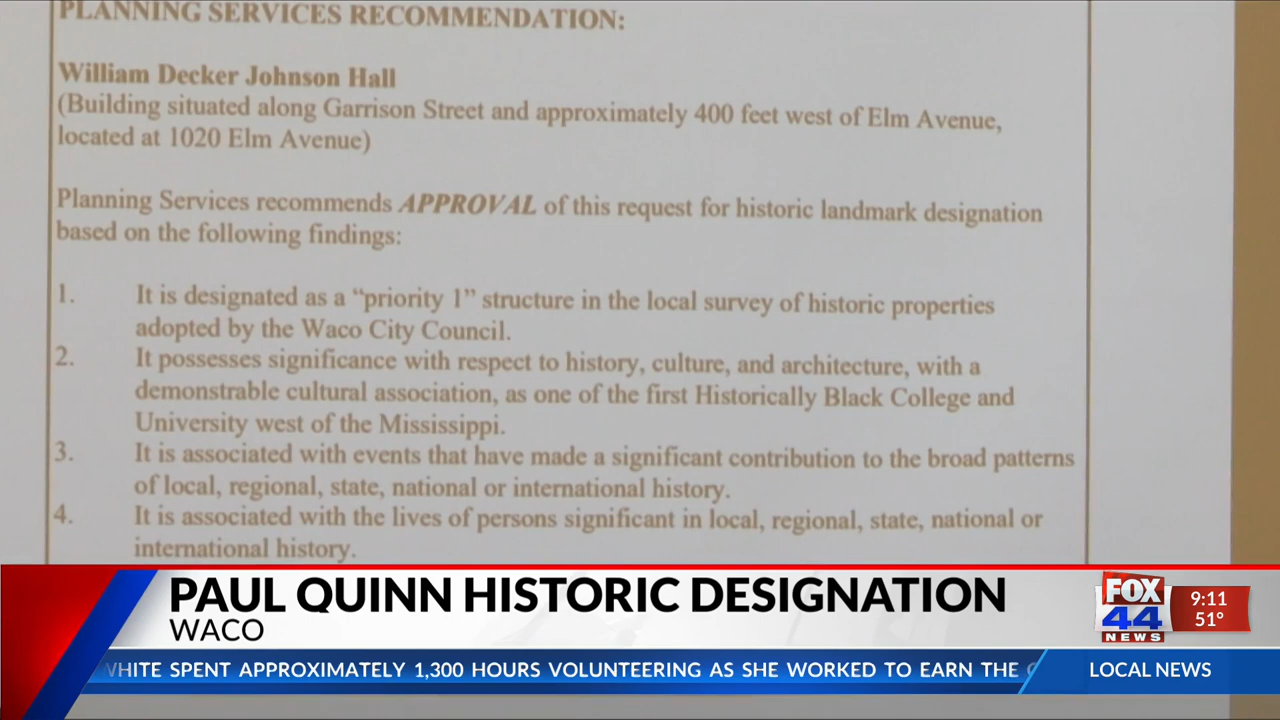 PLANNING SERVICES RECOMMENDATION:
William Decker Johnson Hall
(Building situated along Garrison Street and approximately 400 feet west of Elm Avenue,
located at 1020 Elm Avenue)
Planning Services recommends APPROVAL of this request for historic landmark designation
based on the following findings:
1. It is designated as a “priority 1” structure in the local survey of historic properties
adopted by the Waco City Council.
2. It possesses significance with respect to history, culture, and architecture, with a
demonstrable cultural association, as one of the first Historically Black College and
University west of the Mississippi.
3. It is associated with events that have made a significant contribution to the broad patterns
of local, regional, state, national or international history.
4. It is associated with the lives of persons significant in local, regional, state, national or
international history.
PAUL QUINN HISTORIC DESIGNATION
WACO
FOX
44
NEWS
9:11
51°
WHITE SPENT APPROXIMATELY 1,300 HOURS VOLUNTEERING AS SHE WORKED TO EARN THE
LOCAL NEWS